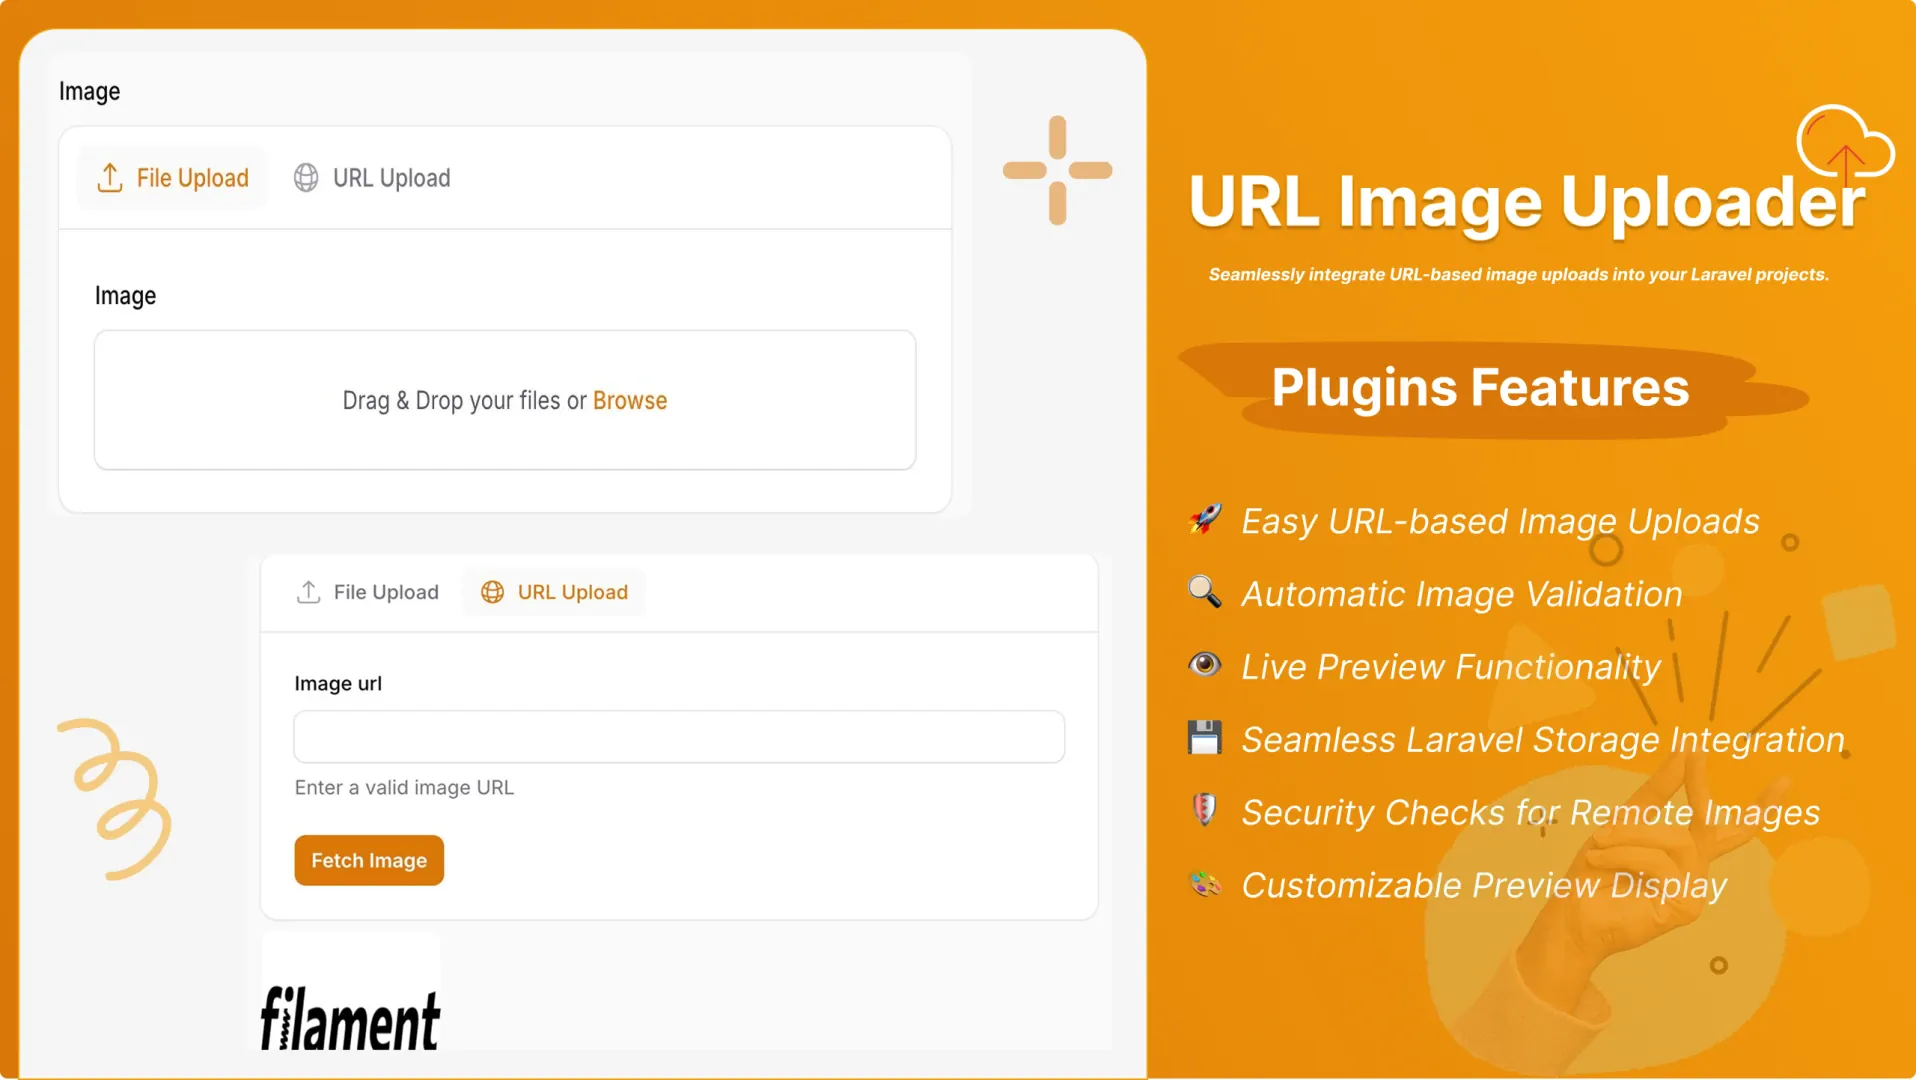 Image
File Upload
URL Upload
Image
Drag & Drop your files or Browse
File Upload
URL Upload
Image url
Enter a valid image URL
Fetch Image
filament
URL Image Uploader
Seamlessly integrate URL-based image uploads into your Laravel projects.
Plugins Features
Easy URL-based Image Uploads
Automatic Image Validation
Live Preview Functionality
Seamless Laravel Storage Integration
Security Checks for Remote Images
Customizable Preview Display